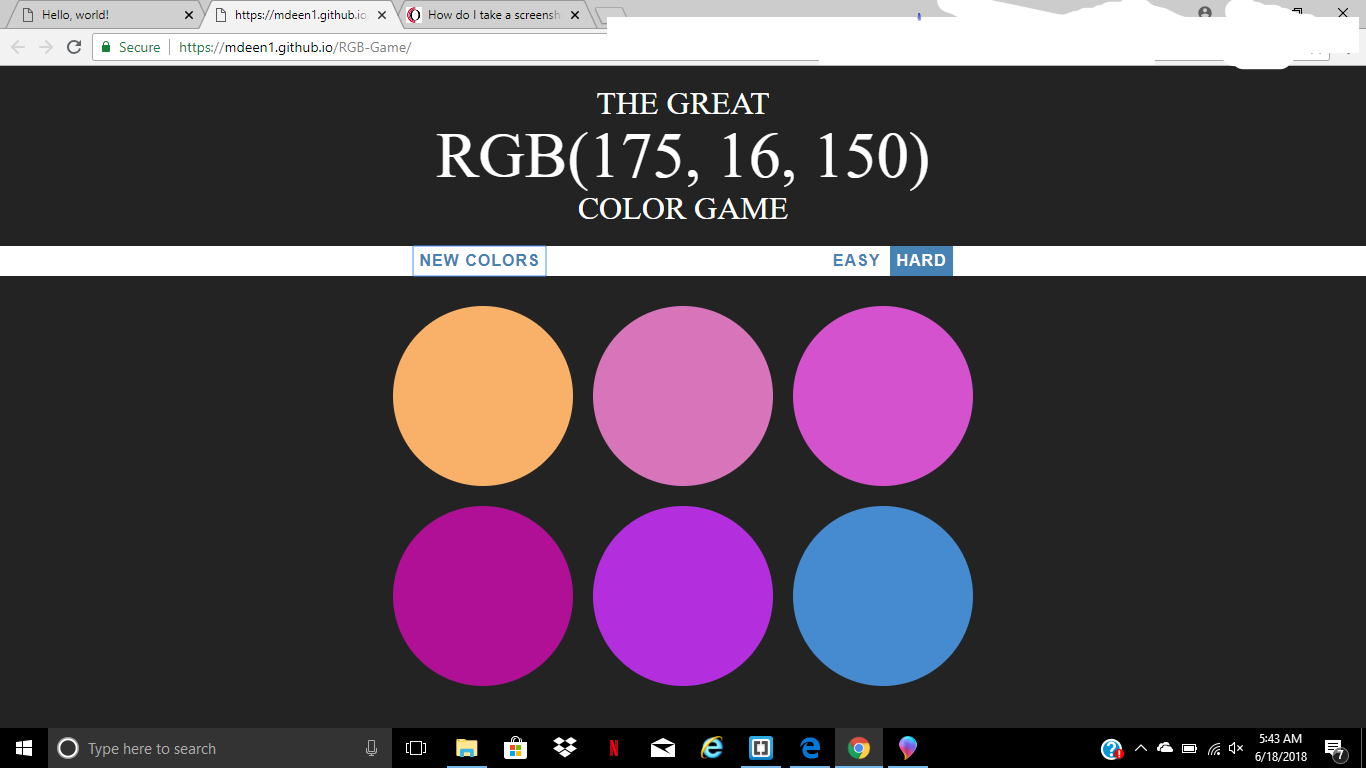 Hello, world!
https://mdeen1.github.io
How do I take a screensh
Secure
https://mdeen1.github.io/RGB-Game/
THE GREAT
RGB(175, 16, 150)
COLOR GAME
NEW COLORS
EASY
HARD
Type here to search
5:43 AM
6/18/2018
7